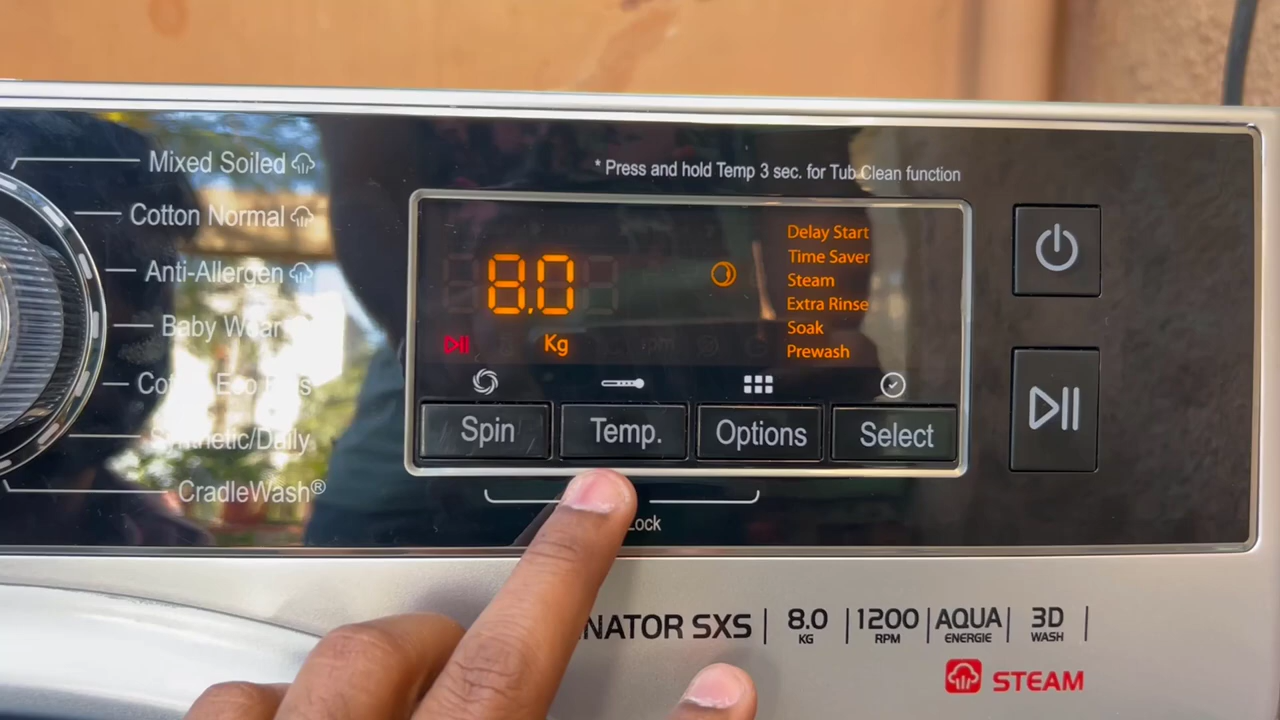 Mixed Soiled
Cotton Normal
Anti-Allergen
Baby Wear
Synthetic/Daily
CradleWash®
* Press and hold Temp 3 sec. for Tub Clean function
8.0
Kg
Delay Start
Time Saver
Steam
Extra Rinse
Soak
Prewash
Spin
Temp.
Options
Select
Lock
NATOR SXS
8.0
KG
1200
RPM
AQUA
ENERGIE
3D
WASH
STEAM